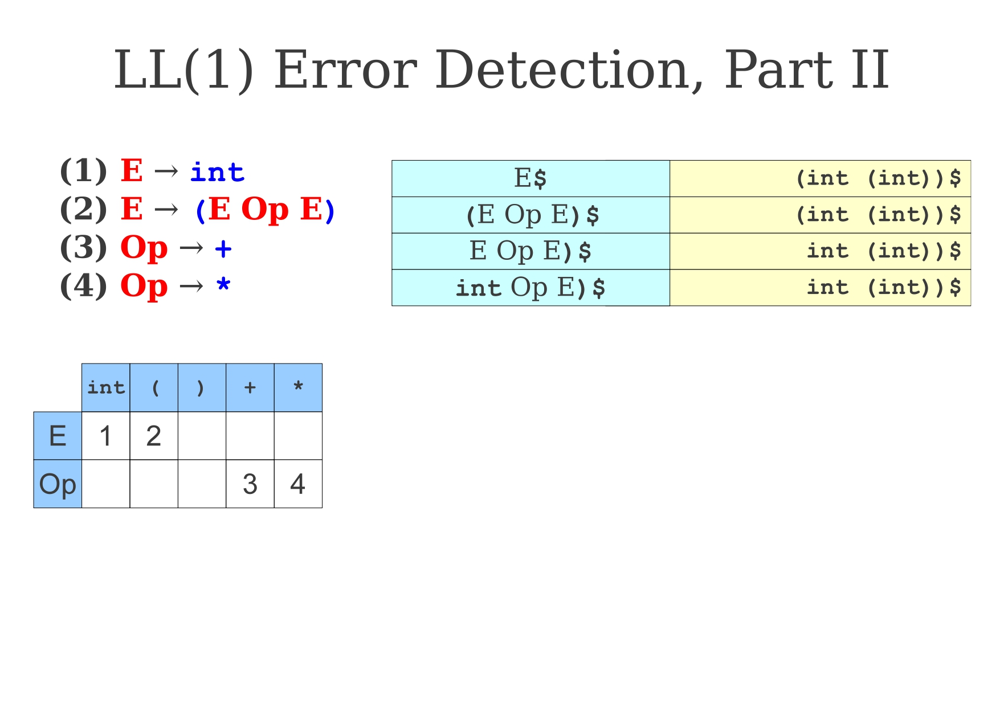 LL(1) Error Detection, Part II
(1) E → int
(2) E → (E Op E)
(3) Op → +
(4) Op → *
E$ (int (int))$
(E Op E)$ (int (int))$
E Op E)$ int (int))$
int Op E)$ int (int))$
int ( ) + *
E 1 2
Op 3 4